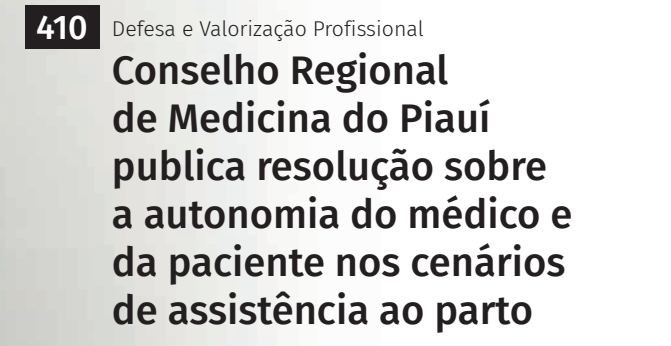 410 Defesa e Valorização Profissional
Conselho Regional
de Medicina do Piauí
publica resolução sobre
a autonomia do médico e
da paciente nos cenários
de assistência ao parto